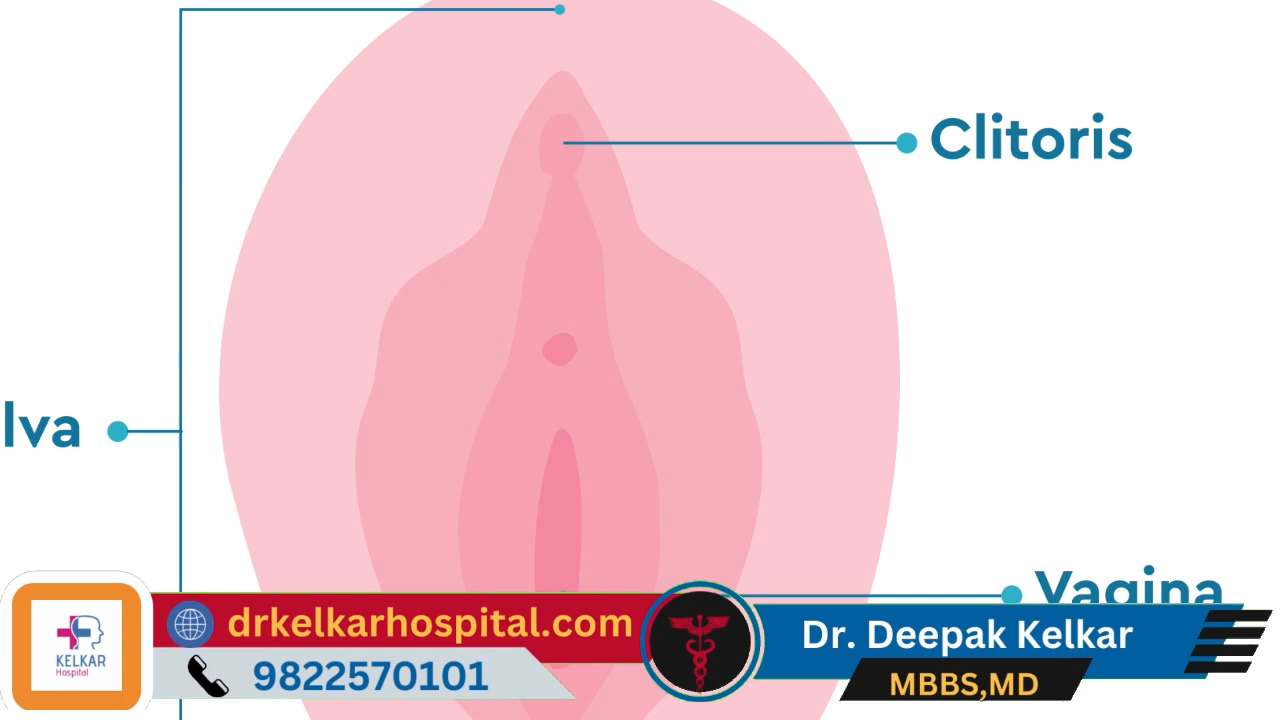 Clitoris
lva
Vagina
drkelkarhospital.com
9822570101
KELKAR
Hospital
Dr. Deepak Kelkar
MBBS,MD